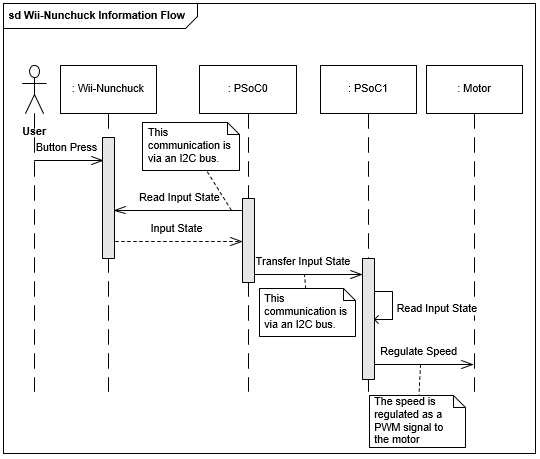 sd Wii-Nunchuck Information Flow
: Wii-Nunchuck
: PSoC0
: PSoC1
: Motor
User
Button Press
This
communication is
via an I2C bus.
Read Input State
Input State
Transfer Input State
This
communication is
via an I2C bus.
Read Input State
Regulate Speed
The speed is
regulated as a
PWM signal to
the motor